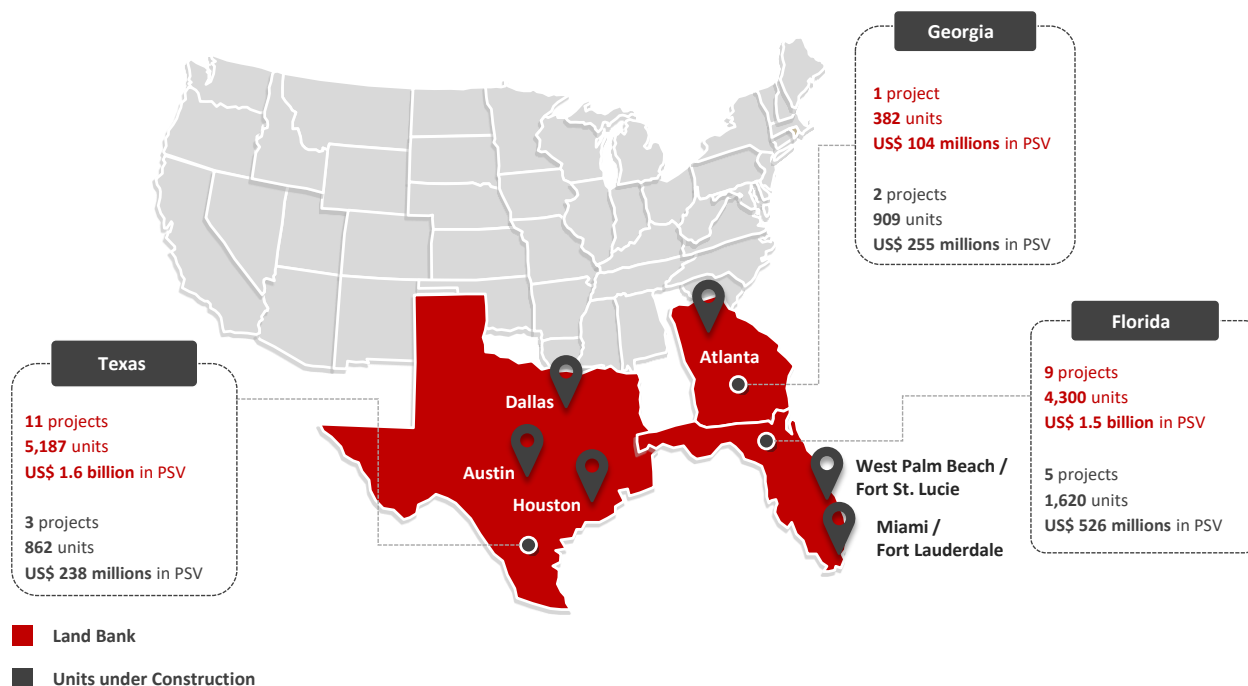 Georgia
1 project
382 units
US$ 104 millions in PSV
2 projects
909 units
US$ 255 millions in PSV
Florida
9 projects
4,300 units
US$ 1.5 billion in PSV
5 projects
1,620 units
US$ 526 millions in PSV
Texas
11 projects
5,187 units
US$ 1.6 billion in PSV
3 projects
862 units
US$ 238 millions in PSV
Atlanta
Dallas
Austin
Houston
West Palm Beach /
Fort St. Lucie
Miami /
Fort Lauderdale
Land Bank
Units under Construction